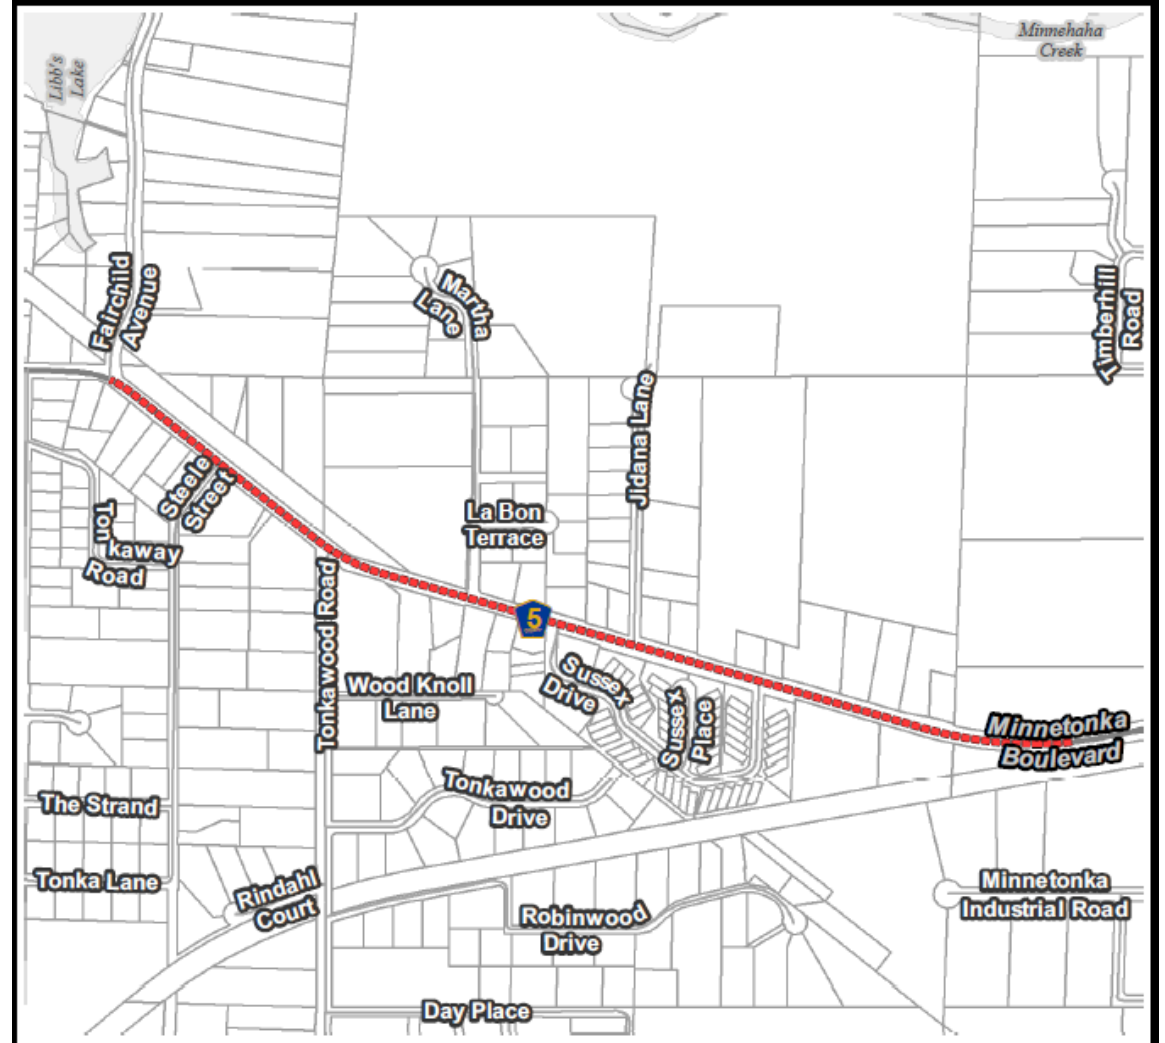 Minnehaha
Creek
Libb's
Lake
Fairchild
Avenue
Martha
Lane
Timberhill
Road
Jidana Lane
Steele
Street
La Bon
Terrace
Tonkaway
Road
Tonkawood Road
5
Sussex
Drive
Wood Knoll
Lane
Sussex
Place
Minnetonka
Boulevard
Tonkawood
Drive
The Strand
Tonka Lane
Rindahl
Court
Minnetonka
Industrial Road
Robinwood
Drive
Day Place